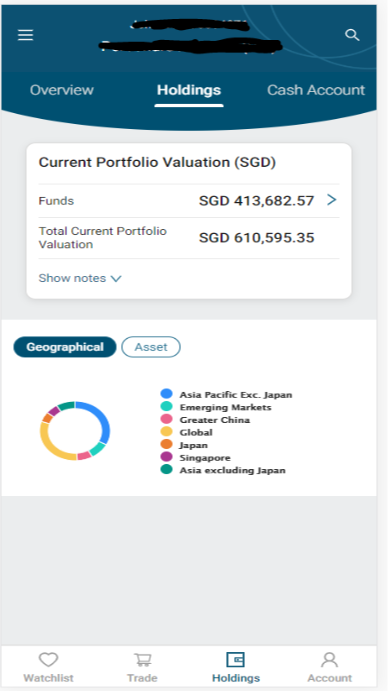 Overview Holdings Cash Account
Current Portfolio Valuation (SGD)
Funds SGD 413,682.57
Total Current Portfolio
Valuation SGD 610,595.35
Show notes
Geographical Asset
Asia Pacific Exc. Japan
Emerging Markets
Greater China
Global
Japan
Singapore
Asia excluding Japan
Watchlist Trade Holdings Account